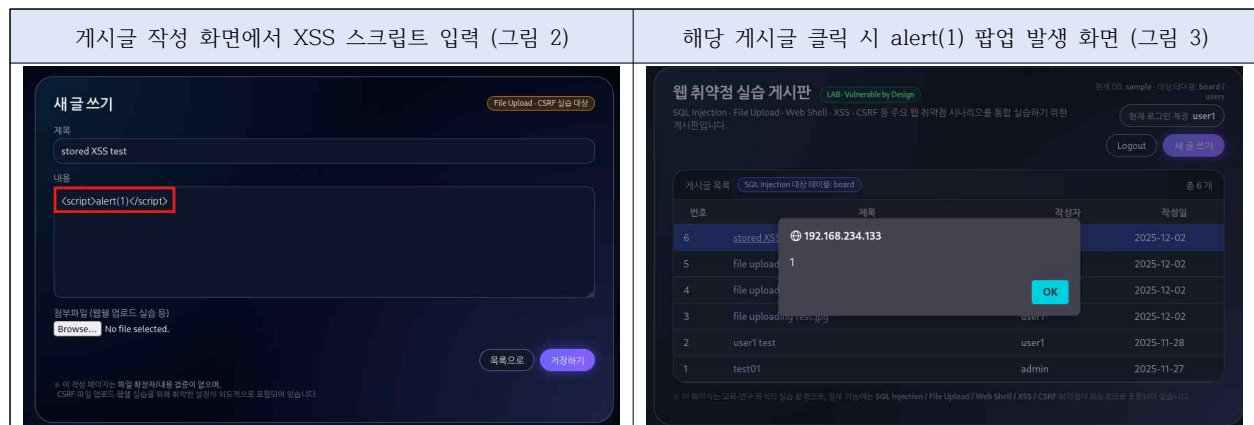 게시글 작성 화면에서 XSS 스크립트 입력 (그림 2)
해당 게시글 클릭 시 alert(1) 팝업 발생 화면 (그림 3)
새 글 쓰기
File Upload · CSRF 실습 대상
제목
stored XSS test
내용
<script>alert(1)</script>
첨부파일 (웹쉘 업로드 실습 등)
Browse... No file selected.
목록으로 저장하기
※ 이 작성 페이지는 파일 확장자/내용 검증이 없으며,
CSRF·파일 업로드·웹쉘 실습을 위해 취약한 설정이 의도적으로 포함되어 있습니다.
웹 취약점 실습 게시판 LAB · Vulnerable by Design
현재 DB: sample · 대상 테이블: board /
users
SQL Injection · File Upload · Web Shell · XSS · CSRF 등 주요 웹 취약점 시나리오를 통합 실습하기 위한
게시판입니다.
현재 로그인 계정 user1
Logout 새 글 쓰기
게시글 목록 SQL Injection 대상 테이블: board 총 6 개
번호 제목 작성자 작성일
6 stored XSS 2025-12-02
192.168.234.133
1
OK
5 file upload 2025-12-02
4 file upload 2025-12-02
3 file uploading test.jpg user1 2025-12-02
2 user1 test user1 2025-11-28
1 test01 admin 2025-11-27
※ 이 페이지는 교육·연구 목적의 실습 환경으로, 일부 기능에는 SQL Injection / File Upload / Web Shell / XSS / CSRF 취약점이 의도적으로 포함되어 있습니다.